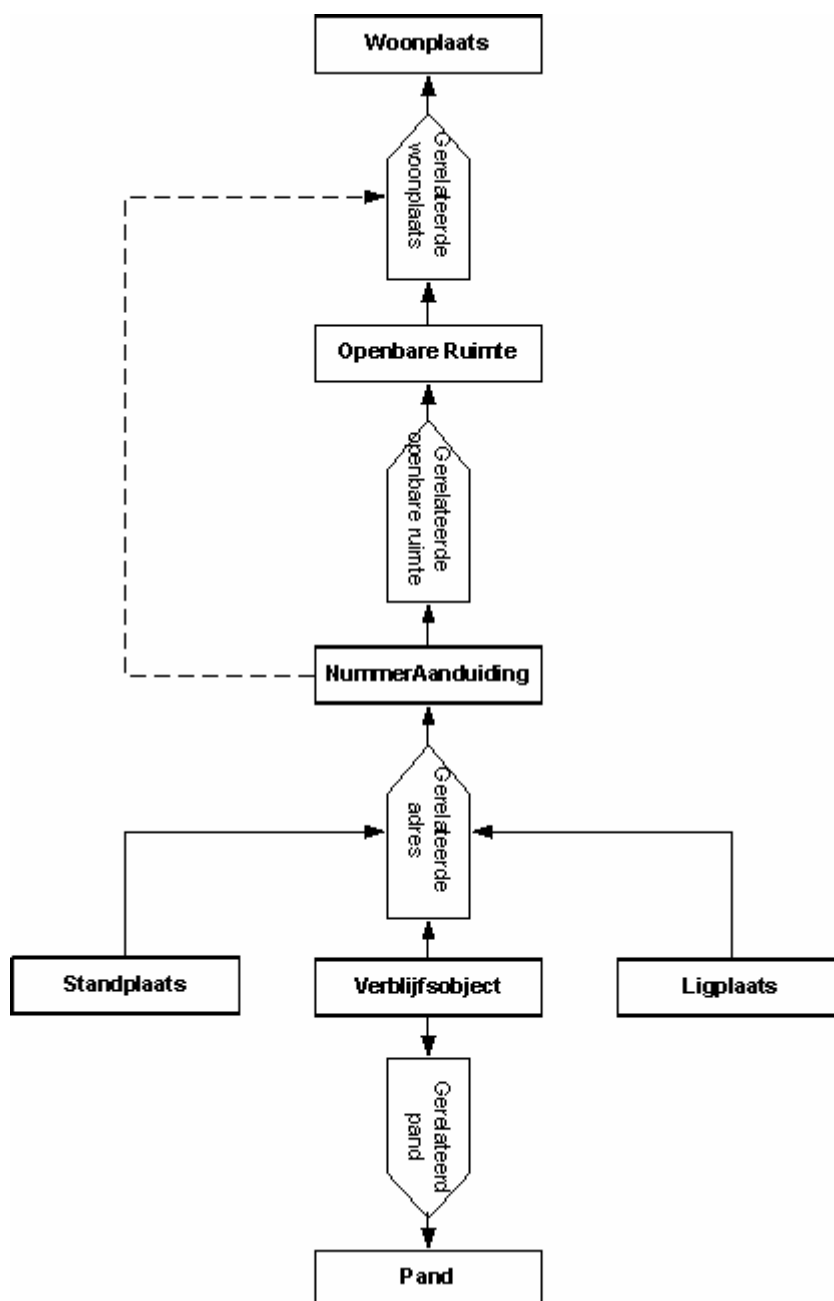 Woonplaats
Gerelateerde
woonplaats
Openbare Ruimte
Gerelateerde
openbare ruimte
NummerAanduiding
Gerelateerde
adres
Standplaats
Verblijfsobject
Ligplaats
Gerelateerd
pand
Pand